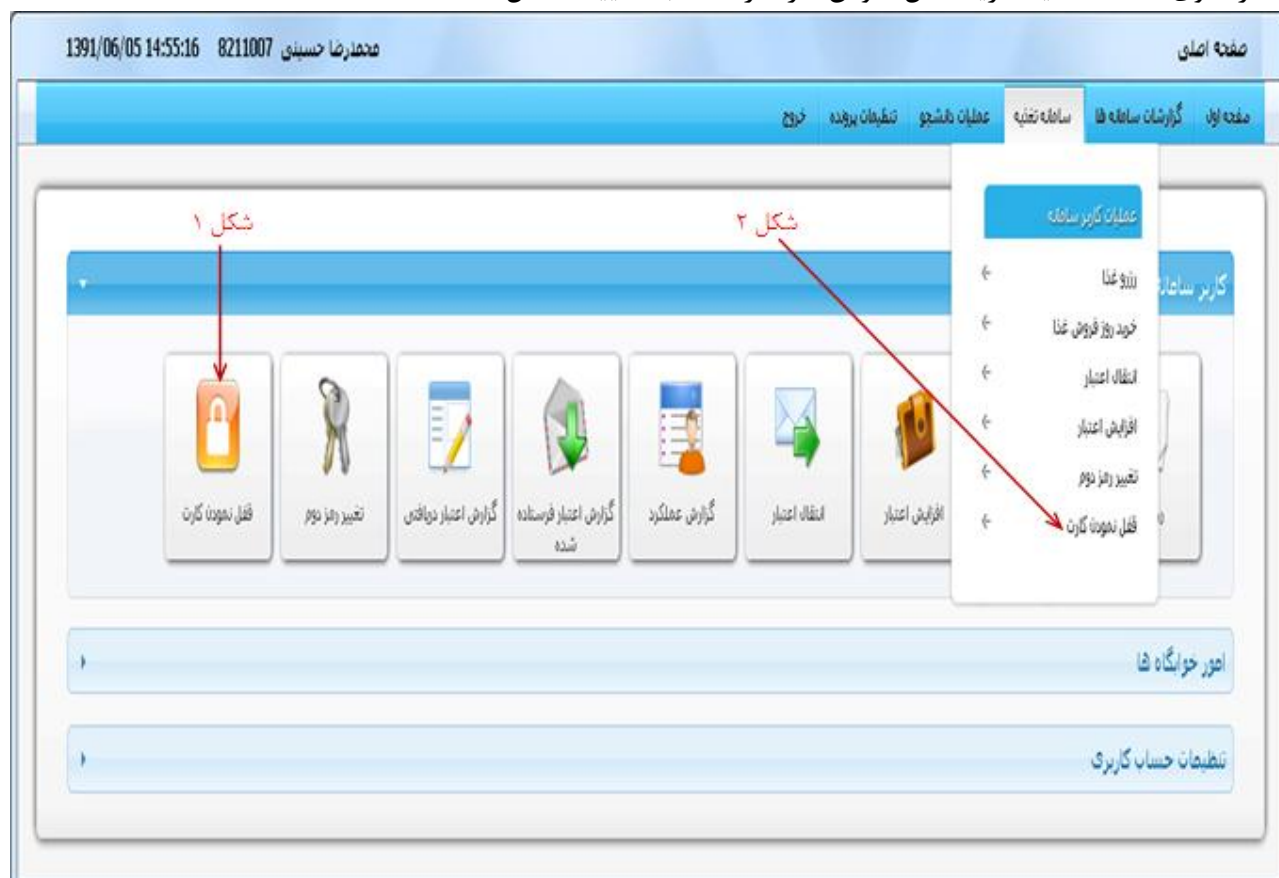 صفحه اصلی
محمدرضا حسینی 8211007 1391/06/05 14:55:16
صفحه اول گزارشات سامانه ها سامانه تغذیه عملیات دانشجو تنظیمات پرونده خروج
عملیات کاربر سامانه
رزرو غذا
خرید روز فروش غذا
انتقال اعتبار
افزایش اعتبار
تغییر رمز دوم
قفل نمودن کارت
شکل ۲
شکل ۱
کاربر سامانه
افزایش اعتبار
انتقال اعتبار
گزارش عملکرد
گزارش اعتبار فرستاده
شده
گزارش اعتبار دریافتی
تغییر رمز دوم
قفل نمودن کارت
امور خوابگاه ها
تنظیمات حساب کاربری